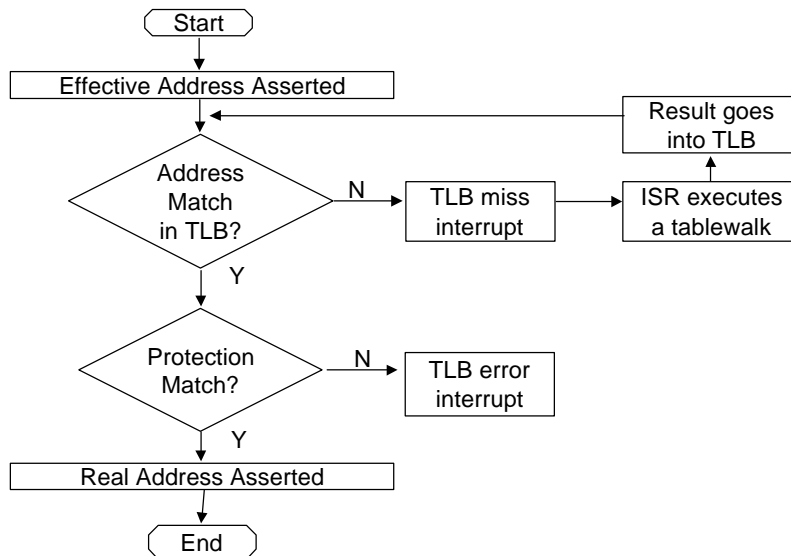 Start
Effective Address Asserted
Result goes
into TLB
Address
Match
in TLB?
N
TLB miss
interrupt
ISR executes
a tablewalk
Y
Protection
Match?
N
TLB error
interrupt
Y
Real Address Asserted
End